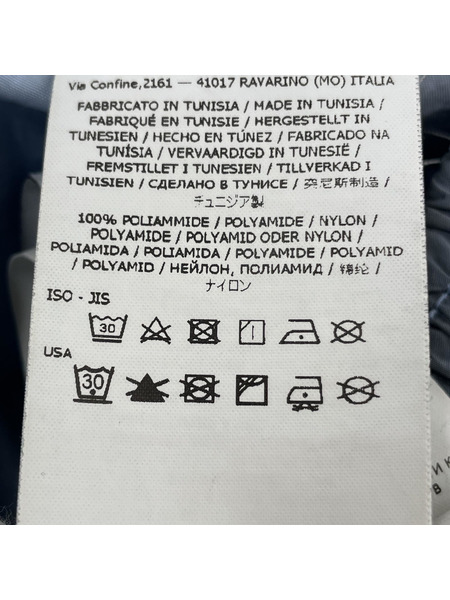 Via Confine,2161 — 41017 RAVARINO (MO) ITALIA
FABBRICATO IN TUNISIA / MADE IN TUNISIA /
FABRIQUÉ EN TUNISIE / HERGESTELLT IN
TUNESIEN / HECHO EN TÚNEZ / FABRICADO NA
TUNÍSIA / VERVAARDIGD IN TUNESIË /
FREMSTILLET I TUNESIEN / TILLVERKAD I
TUNISIEN / СДЕЛАНО В ТУНИСЕ / 突尼斯制造 /
チュニジア製
100% POLIAMMIDE / POLYAMIDE / NYLON /
POLYAMIDE / POLYAMID ODER NYLON /
POLIAMIDA / POLIAMIDA / POLYAMIDE / POLYAMID
/ POLYAMID / НЕЙЛОН, ПОЛИАМИД / 锦纶 /
ナイロン
ISO - JIS
30
USA
30